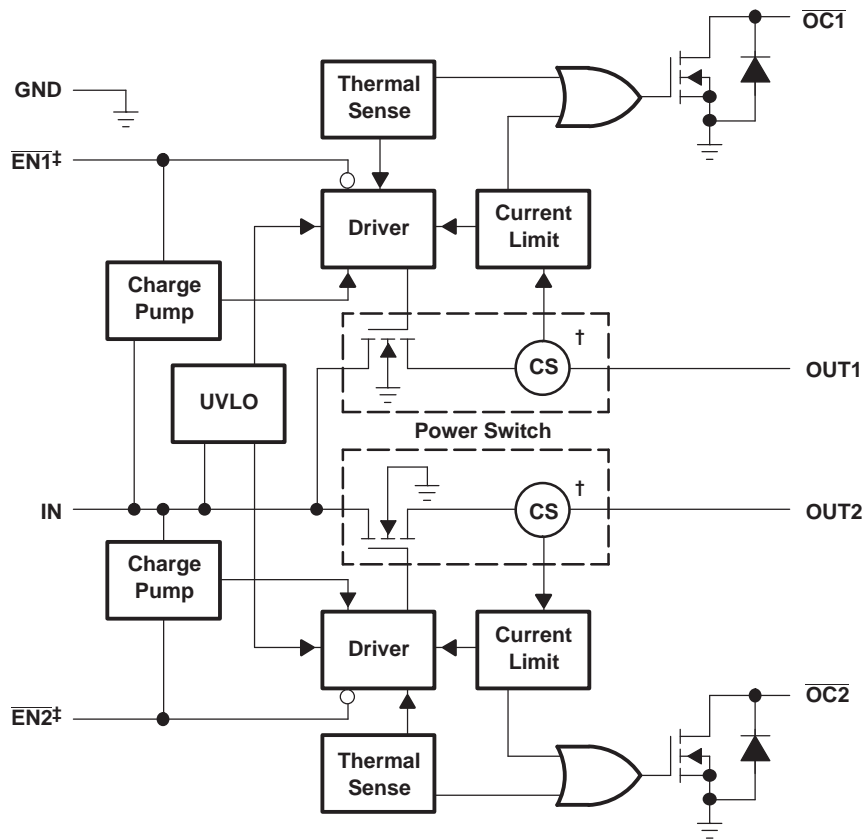 OC1
GND
Thermal
Sense
EN1‡
Driver
Current
Limit
Charge
Pump
†
CS
OUT1
UVLO
Power Switch
†
IN
CS
OUT2
Charge
Pump
Driver
Current
Limit
EN2‡
OC2
Thermal
Sense